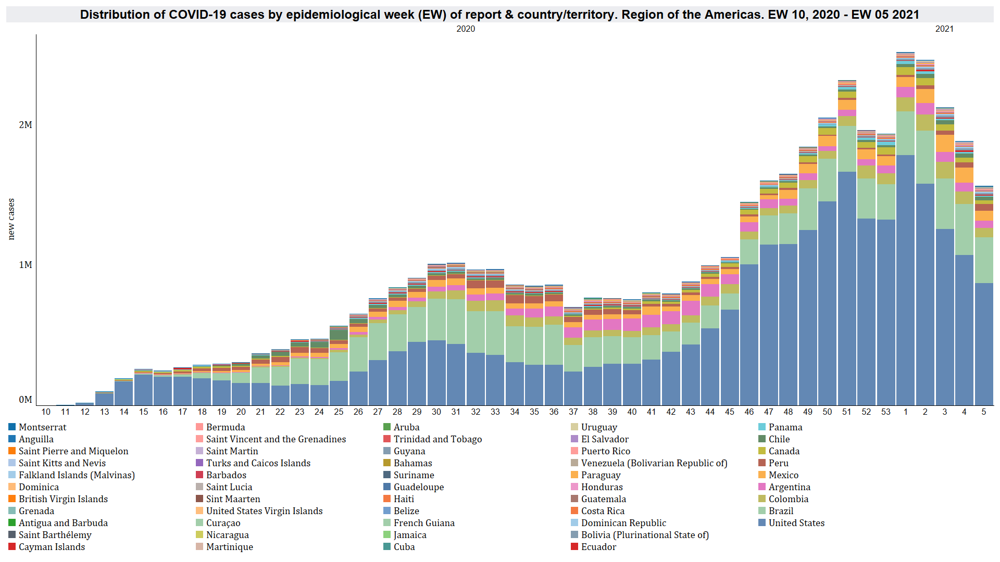 Distribution of COVID-19 cases by epidemiological week (EW) of report & country/territory. Region of the Americas. EW 10, 2020 - EW 05 2021
2020 2021
2M
1M
0M
new cases
10 11 12 13 14 15 16 17 18 19 20 21 22 23 24 25 26 27 28 29 30 31 32 33 34 35 36 37 38 39 40 41 42 43 44 45 46 47 48 49 50 51 52 53 1 2 3 4 5
Montserrat
Anguilla
Saint Pierre and Miquelon
Saint Kitts and Nevis
Falkland Islands (Malvinas)
Dominica
British Virgin Islands
Grenada
Antigua and Barbuda
Saint Barthélemy
Cayman Islands
Bermuda
Saint Vincent and the Grenadines
Saint Martin
Turks and Caicos Islands
Barbados
Saint Lucia
Sint Maarten
United States Virgin Islands
Curaçao
Nicaragua
Martinique
Aruba
Trinidad and Tobago
Guyana
Bahamas
Suriname
Guadeloupe
Haiti
Belize
French Guiana
Jamaica
Cuba
Uruguay
El Salvador
Puerto Rico
Venezuela (Bolivarian Republic of)
Paraguay
Honduras
Guatemala
Costa Rica
Dominican Republic
Bolivia (Plurinational State of)
Ecuador
Panama
Chile
Canada
Peru
Mexico
Argentina
Colombia
Brazil
United States